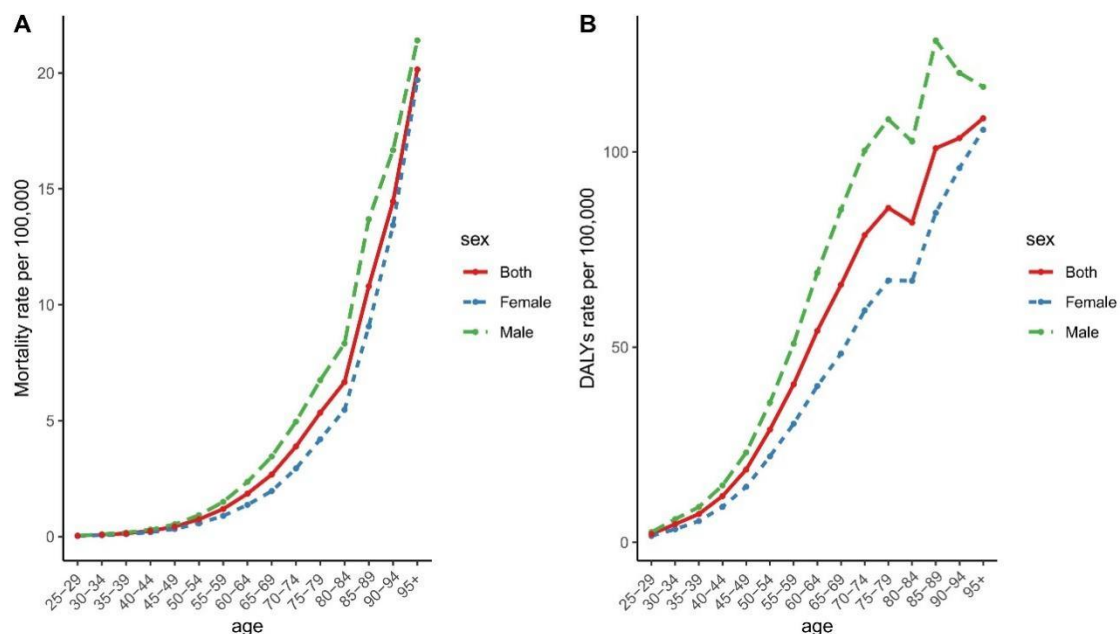 A
Mortality rate per 100,000
20
15
10
5
0
25−29
30−34
35−39
40−44
45−49
50−54
55−59
60−64
65−69
70−74
75−79
80−84
85−89
90−94
95+
age
sex
Both
Female
Male
B
DALYs rate per 100,000
100
50
0
25−29
30−34
35−39
40−44
45−49
50−54
55−59
60−64
65−69
70−74
75−79
80−84
85−89
90−94
95+
age
sex
Both
Female
Male